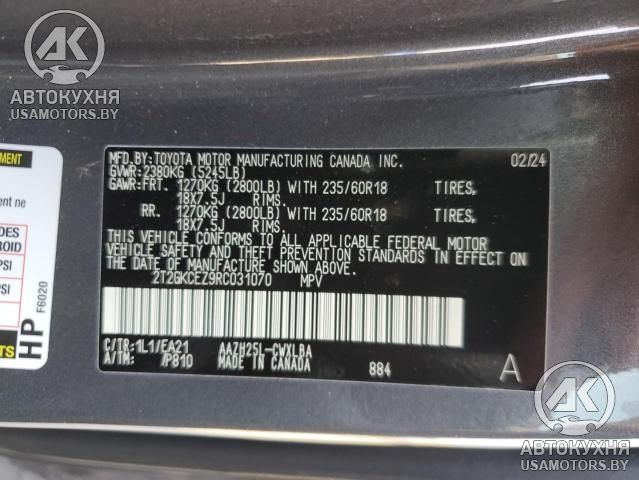 АК
АВТОКУХНЯ
USAMOTORS.BY
MFD.BY:TOYOTA MOTOR MANUFACTURING CANADA INC. 02/24
GVWR:2380KG (5245LB)
GAWR:FRT. 1270KG (2800LB) WITH 235/60R18 TIRES,
18X7.5J RIMS.
RR. 1270KG (2800LB) WITH 235/60R18 TIRES,
18X7.5J RIMS.
THIS VEHICLE CONFORMS TO ALL APPLICABLE FEDERAL MOTOR
VEHICLE SAFETY AND THEFT PREVENTION STANDARDS IN EFFECT ON
THE DATE OF MANUFACTURE SHOWN ABOVE.
2T2GKCEZ9RC031070 MPV
C/TR:1L1/EA21 AAZH25L-CWXLBA
A/TM: /P810 MADE IN CANADA 884
A
PSI
PSI
HP F6020
АК
АВТОКУХНЯ
USAMOTORS.BY